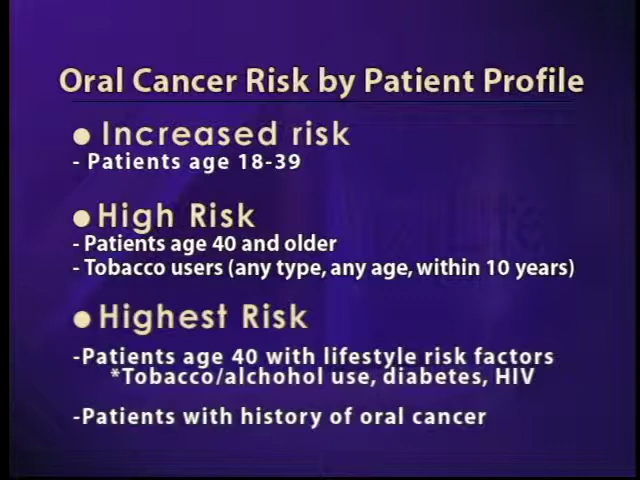 Oral Cancer Risk by Patient Profile
● Increased risk
- Patients age 18-39
● High Risk
- Patients age 40 and older
- Tobacco users (any type, any age, within 10 years)
● Highest Risk
-Patients age 40 with lifestyle risk factors
*Tobacco/alchohol use, diabetes, HIV
-Patients with history of oral cancer